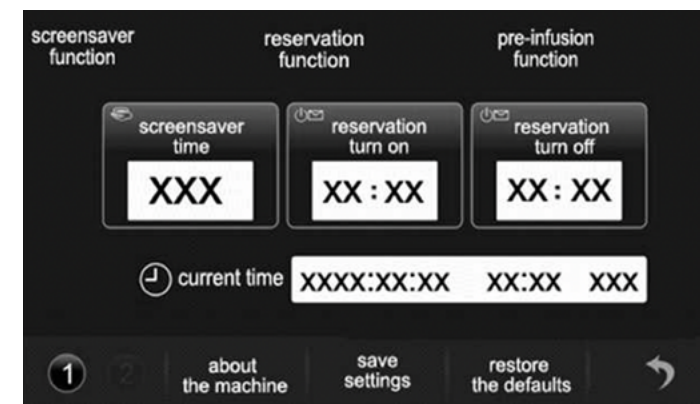 screensaver function
reservation function
pre-infusion function
screensaver time
XXX
reservation turn on
XX:XX
reservation turn off
XX:XX
current time XXXX:XX:XX XX:XX XXX
1 2 about the machine save settings restore the defaults